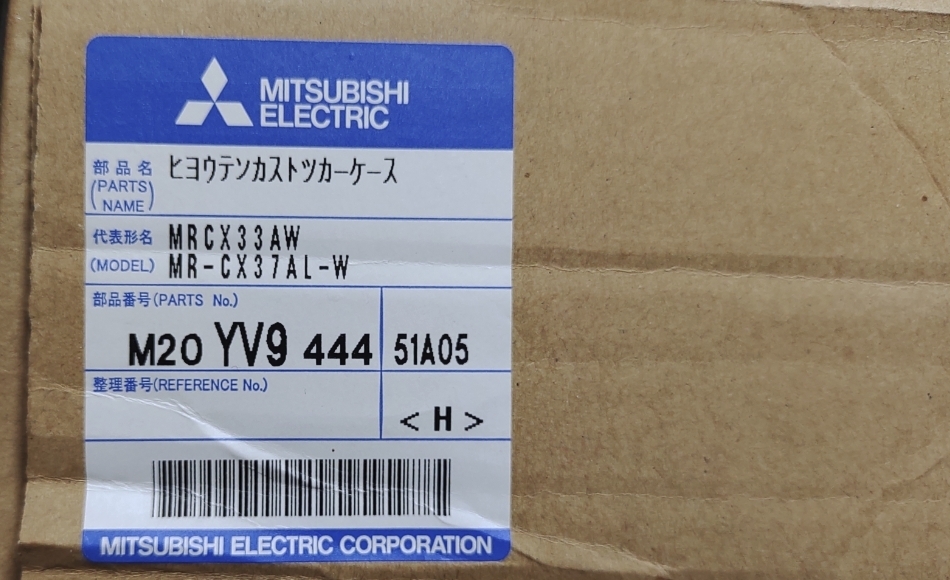 MITSUBISHI
ELECTRIC
部品名 ヒヨウテンカストツカーケース
(PARTS NAME)
代表形名 MRCX33AW
(MODEL) MR-CX37AL-W
部品番号(PARTS No.)
M20 YV9 444 51A05
整理番号(REFERENCE No.)
< H >
MITSUBISHI ELECTRIC CORPORATION